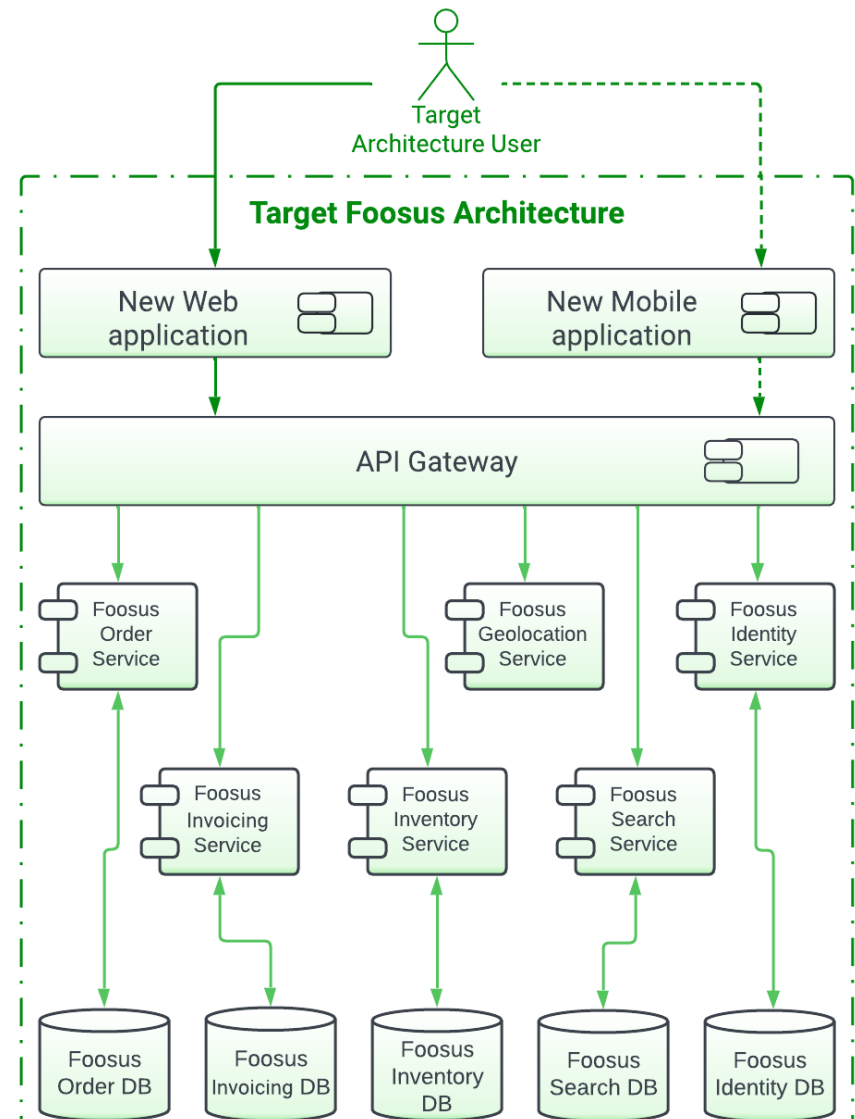 Target
Architecture User
Target Foosus Architecture
New Web
application
New Mobile
application
API Gateway
Foosus
Order
Service
Foosus
Geolocation
Service
Foosus
Identity
Service
Foosus
Invoicing
Service
Foosus
Inventory
Service
Foosus
Search
Service
Foosus
Order DB
Foosus
Invoicing DB
Foosus
Inventory
DB
Foosus
Search DB
Foosus
Identity DB